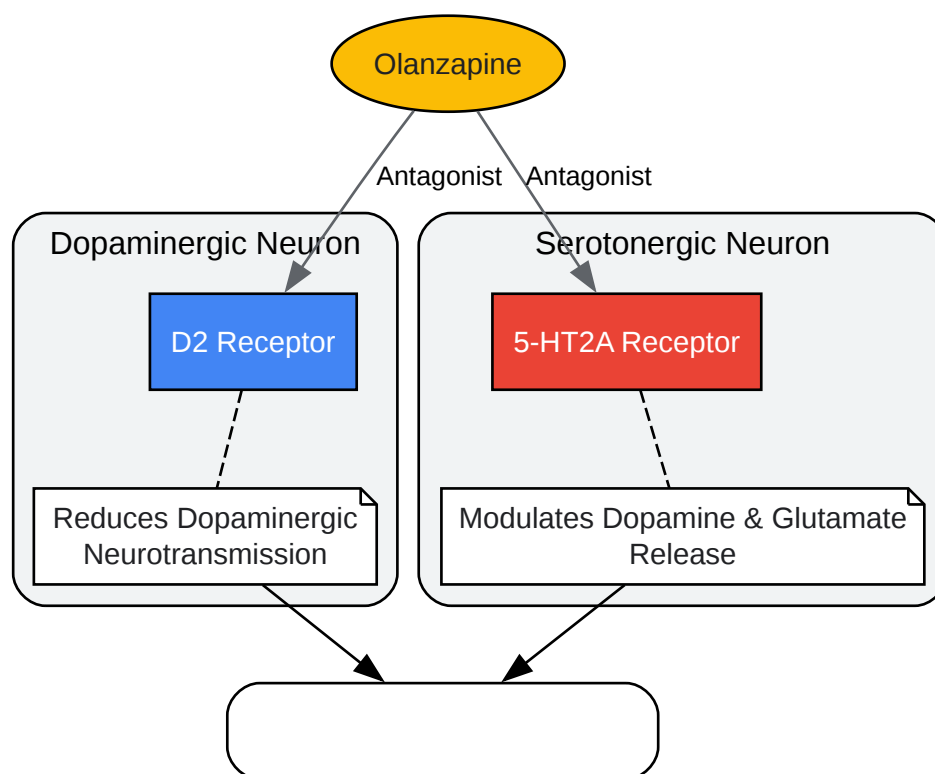 Olanzapine
Antagonist
Antagonist
Dopaminergic Neuron
Serotonergic Neuron
D2 Receptor
5-HT2A Receptor
Reduces Dopaminergic
Neurotransmission
Modulates Dopamine & Glutamate
Release